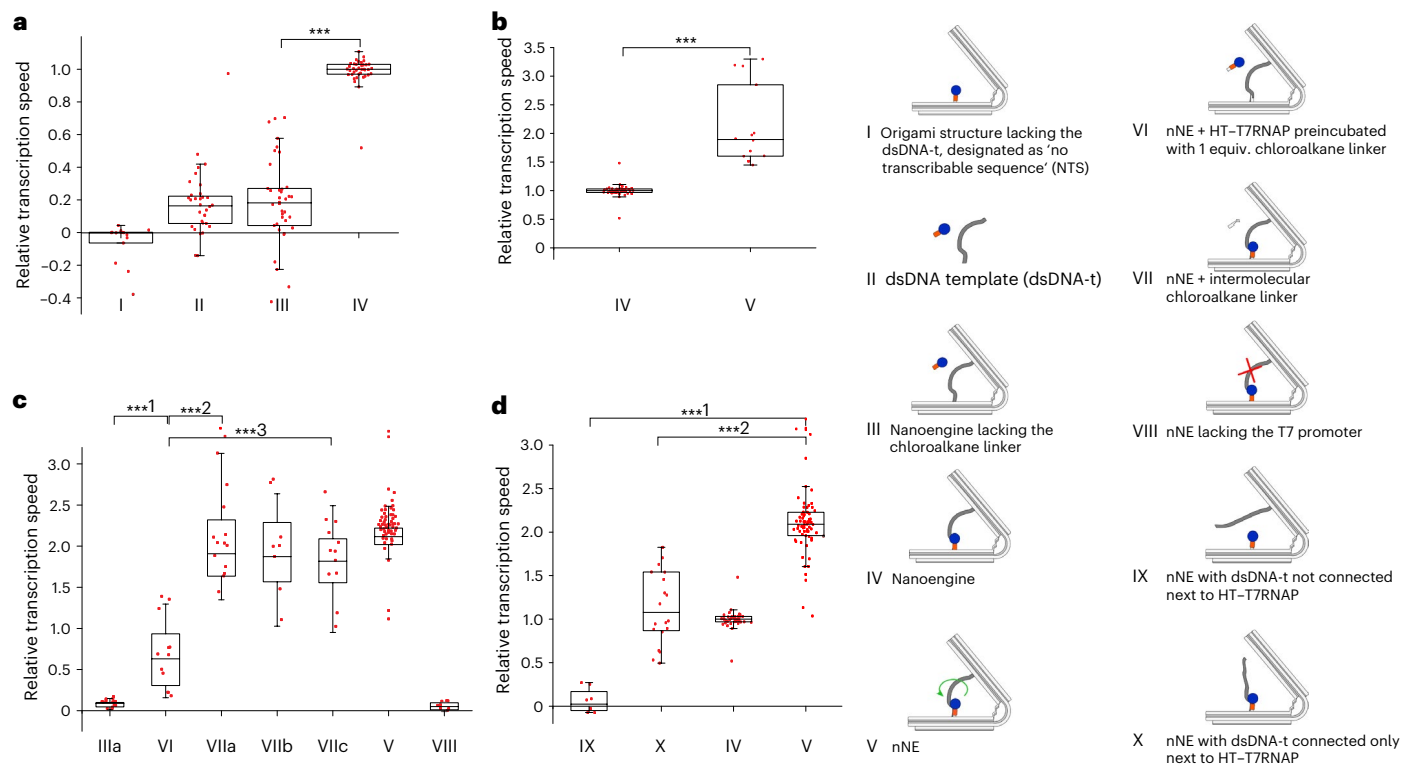 a
***
Relative transcription speed
1.0
0.8
0.6
0.4
0.2
0
–0.2
–0.4
I
II
III
IV
b
***
Relative transcription speed
3.5
3.0
2.5
2.0
1.5
1.0
0.5
0
IV
V
c
***1
***2
***3
Relative transcription speed
3.0
2.5
2.0
1.5
1.0
0.5
0
IIIa
VI
VIIa
VIIb
VIIc
V
VIII
d
***1
***2
Relative transcription speed
3.0
2.5
2.0
1.5
1.0
0.5
0
IX
X
IV
V
I Origami structure lacking the
dsDNA-t, designated as ‘no
transcribable sequence’ (NTS)
II dsDNA template (dsDNA-t)
III Nanoengine lacking the
chloroalkane linker
IV Nanoengine
V nNE
VI nNE + HT–T7RNAP preincubated
with 1 equiv. chloroalkane linker
VII nNE + intermolecular
chloroalkane linker
VIII nNE lacking the T7 promoter
IX nNE with dsDNA-t not connected
next to HT–T7RNAP
X nNE with dsDNA-t connected only
next to HT–T7RNAP